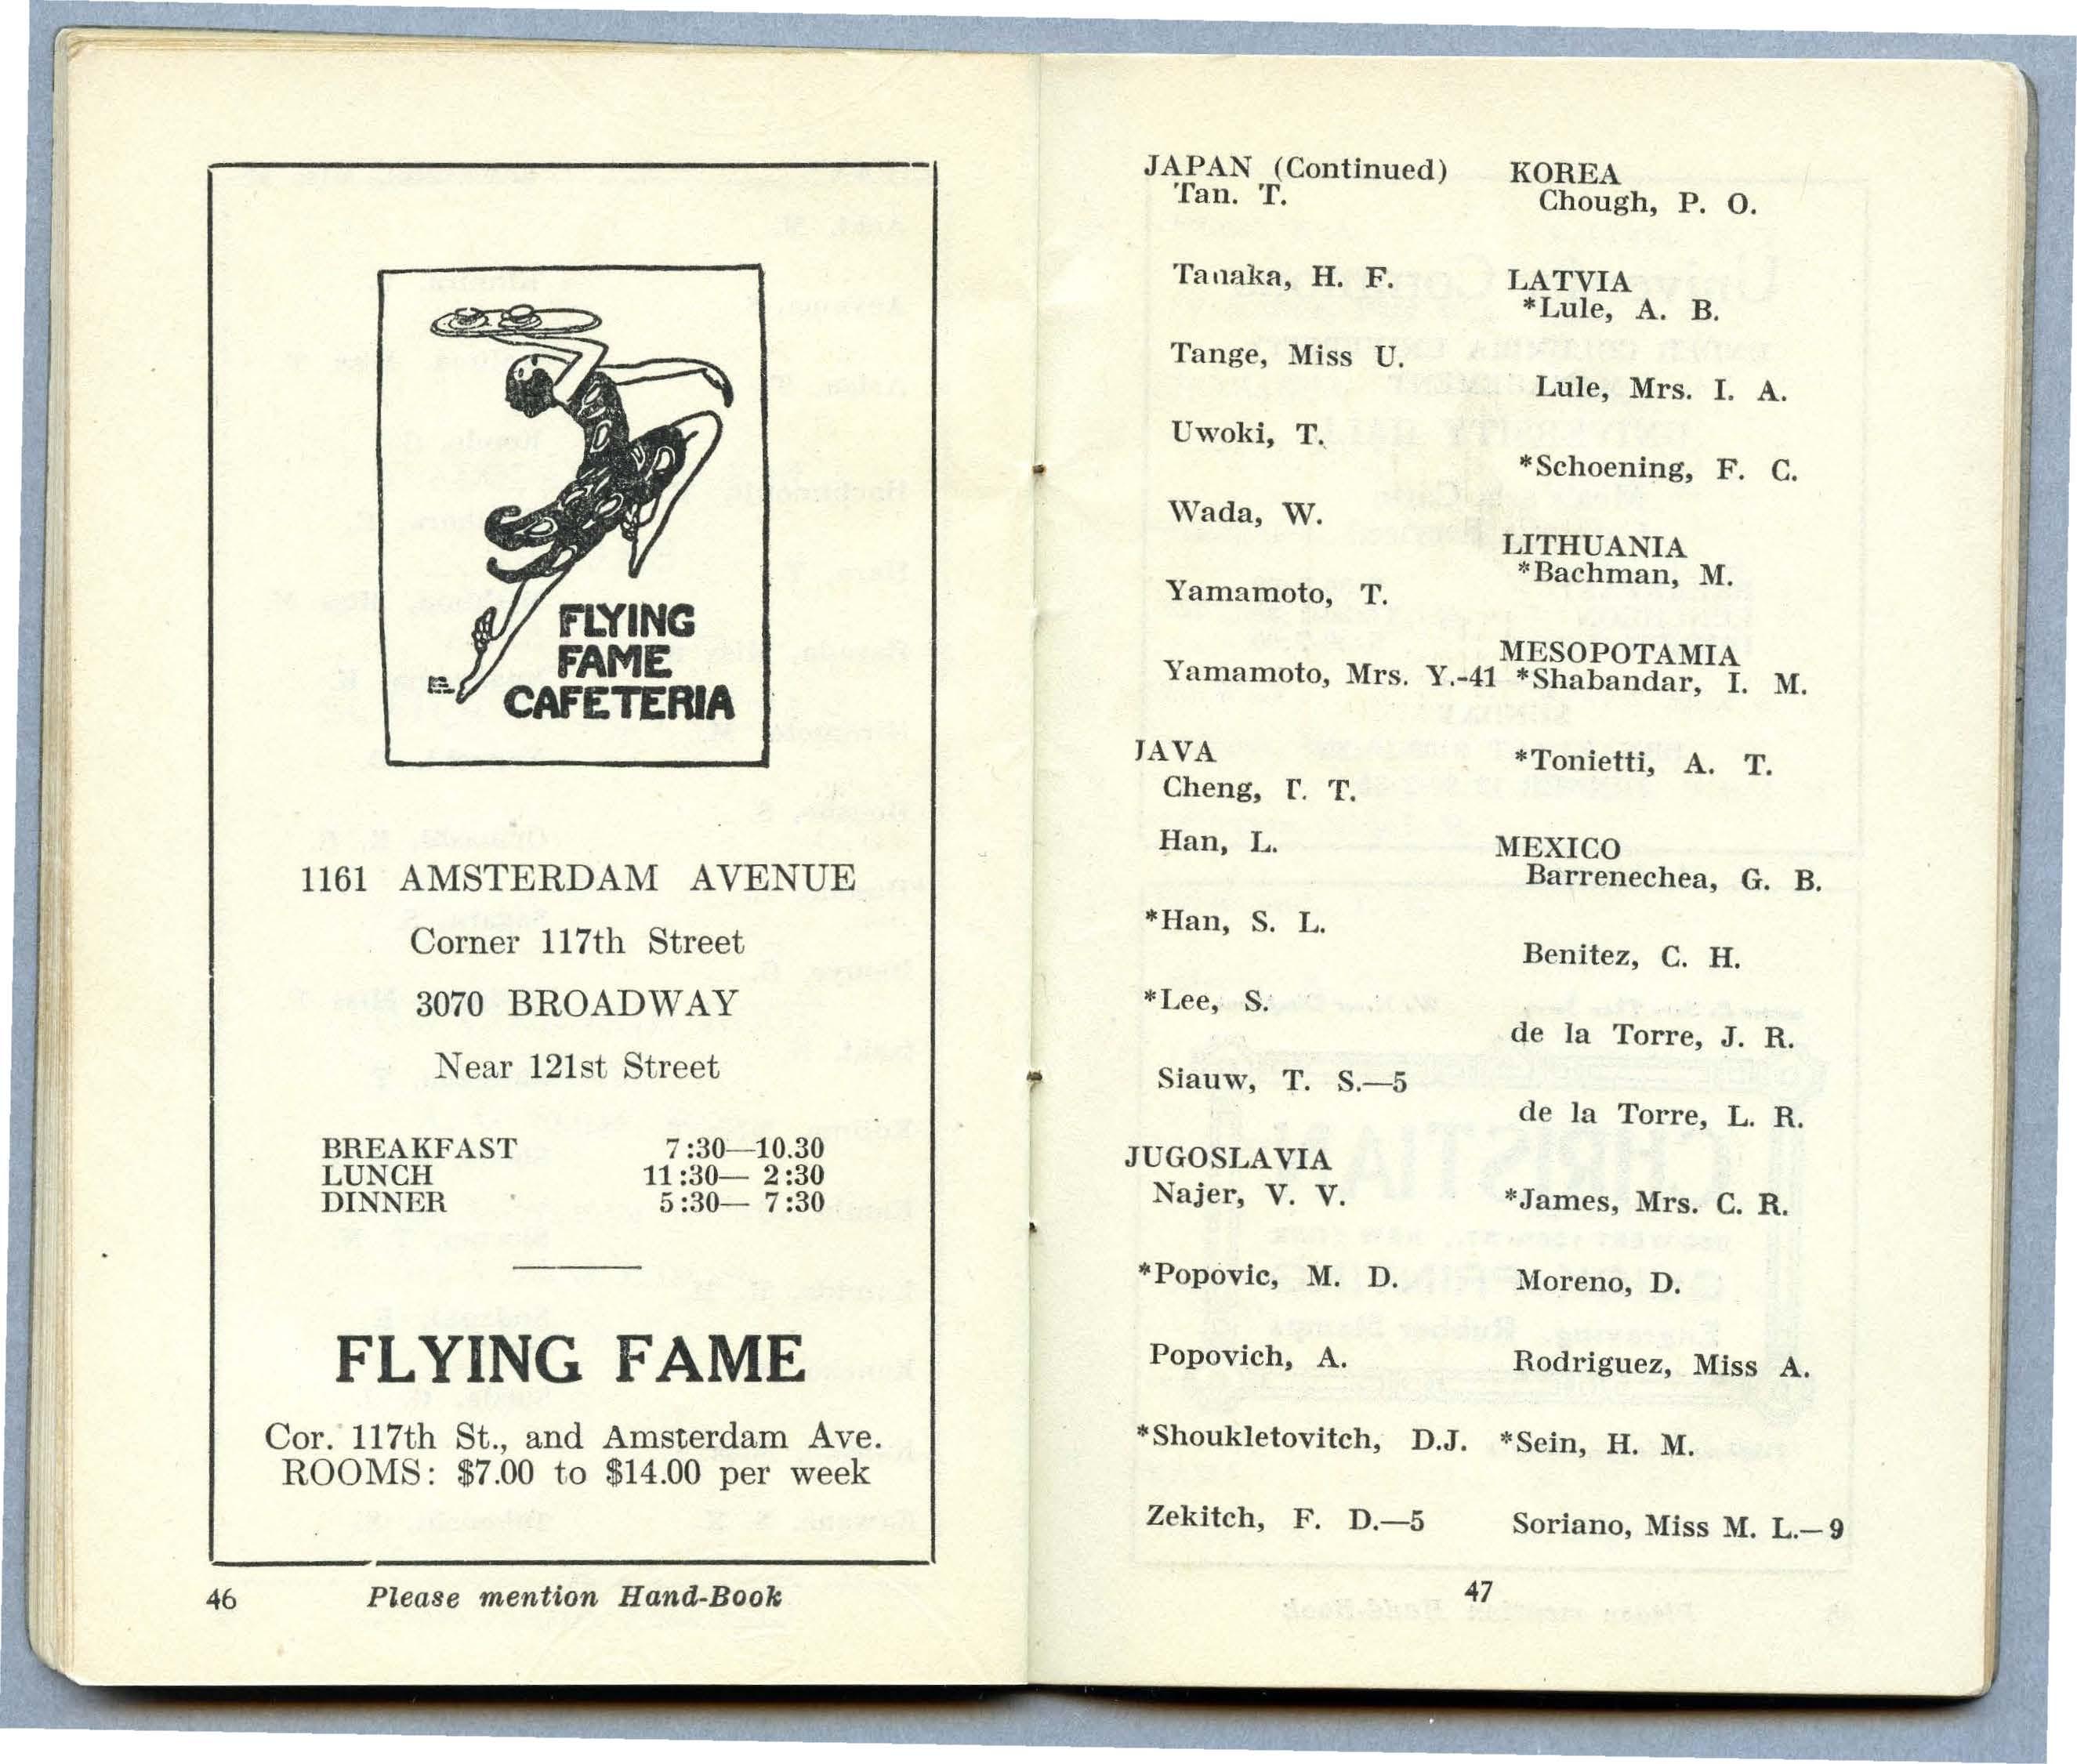 FLYING
FAME
CAFETERIA
1161 AMSTERDAM AVENUE
Corner 117th Street
3070 BROADWAY
Near 121st Street
BREAKFAST 7:30—10.30
LUNCH 11:30— 2:30
DINNER 5:30— 7:30
FLYING FAME
Cor. 117th St., and Amsterdam Ave.
ROOMS: $7.00 to $14.00 per week
46 Please mention Hand-Book
JAPAN (Continued)
Tan. T.
Tanaka, H. F.
Tange, Miss U.
Uwoki, T.
Wada, W.
Yamamoto, T.
Yamamoto, Mrs. Y.-41
JAVA
Cheng, T. T.
Han, L.
*Han, S. L.
*Lee, S.
Siauw, T. S.—5
JUGOSLAVIA
Najer, V. V.
*Popovic, M. D.
Popovich, A.
*Shoukletovitch, D.J.
Zekitch, F. D.—5
KOREA
Chough, P. O.
LATVIA
*Lule, A. B.
Lule, Mrs. I. A.
*Schoening, F. C.
LITHUANIA
*Bachman, M.
MESOPOTAMIA
*Shabandar, I. M.
*Tonietti, A. T.
MEXICO
Barrenechea, G. B.
Benitez, C. H.
de la Torre, J. R.
de la Torre, L. R.
*James, Mrs. C. R.
Moreno, D.
Rodriguez, Miss A.
*Sein, H. M.
Soriano, Miss M. L.—9
47